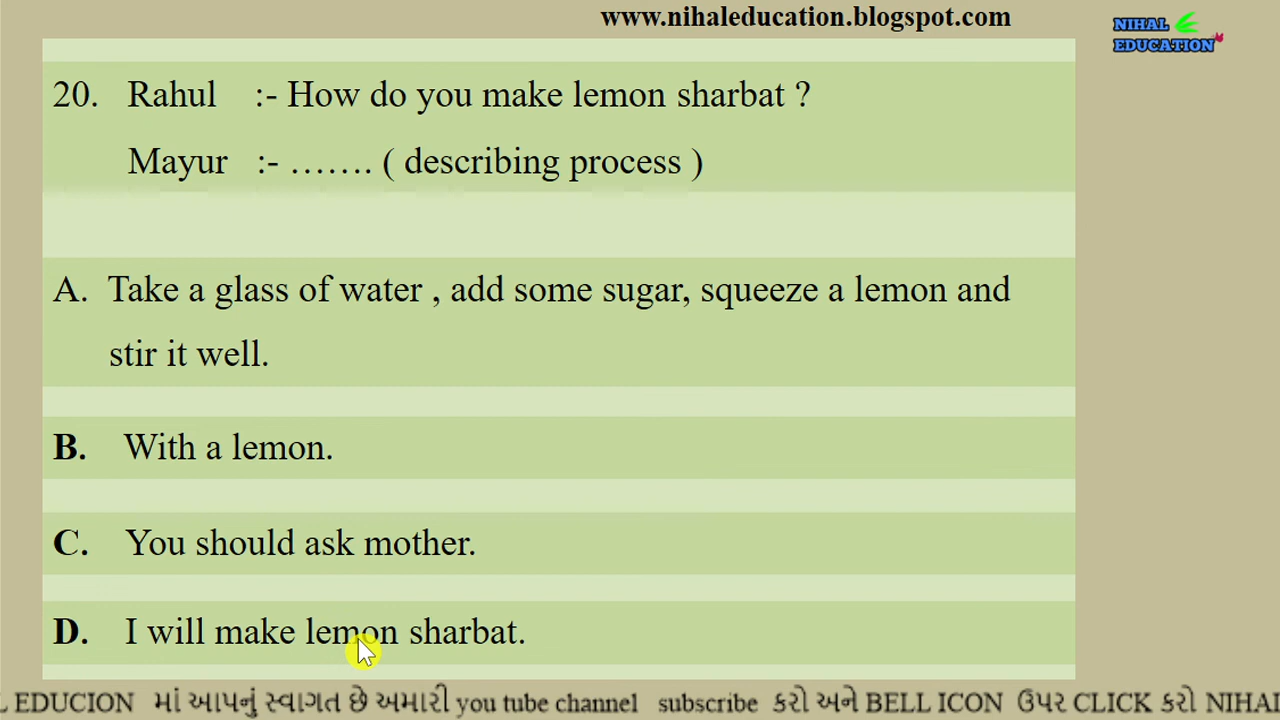 www.nihaleducation.blogspot.com
NIHAL
EDUCATION
20. Rahul :- How do you make lemon sharbat ?
Mayur :- ……. ( describing process )
A. Take a glass of water , add some sugar, squeeze a lemon and
stir it well.
B. With a lemon.
C. You should ask mother.
D. I will make lemon sharbat.
L EDUCION માં આપનું સ્વાગત છે અમારી you tube channel subscribe કરો અને BELL ICON ઉપર CLICK કરો NIHAL